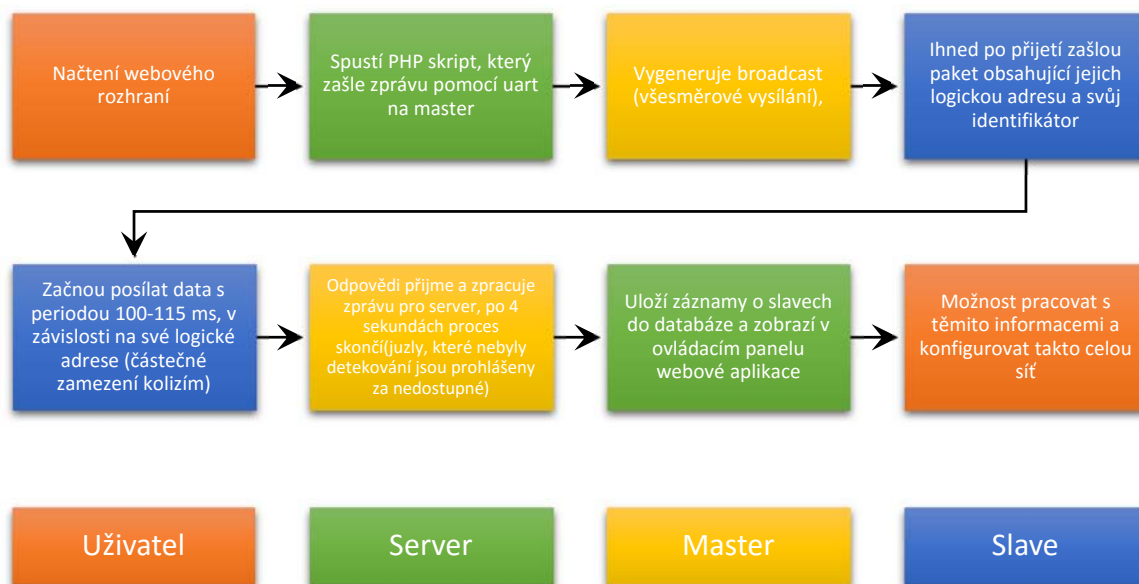 Načtení webového
rozhraní
Spustí PHP skript, který
zašle zprávu pomocí uart
na master
Vygeneruje broadcast
(všesměrové vysílání),
Ihned po přijetí zašlou
paket obsahující jejich
logickou adresu a svůj
identifikátor
Začnou posílat data s
periodou 100-115 ms, v
závislosti na své logické
adrese (částečné
zamezení kolizím)
Odpovědi přijme a zpracuje
zprávu pro server, po 4
sekundách proces
skončí(juzly, které nebyly
detekování jsou prohlášeny
za nedostupné)
Uloží záznamy o slavech
do databáze a zobrazí v
ovládacím panelu
webové aplikace
Možnost pracovat s
těmito informacemi a
konfigurovat takto celou
síť
Uživatel
Server
Master
Slave